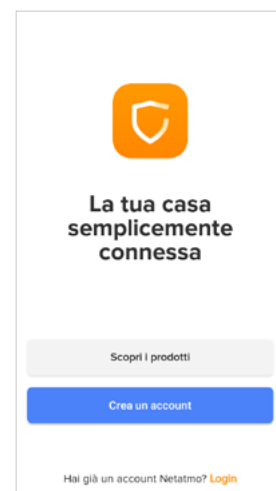 La tua casa
semplicemente
connessa
Scopri i prodotti
Crea un account
Hai già un account Netatmo? Login